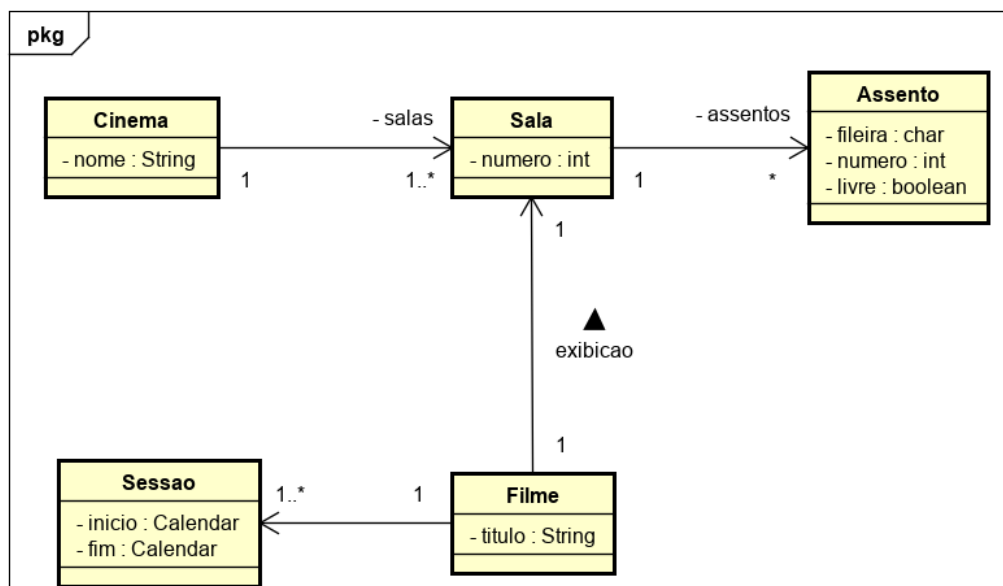 pkg
Cinema
- nome : String
- salas
1
1..*
Sala
- numero : int
- assentos
1
*
Assento
- fileira : char
- numero : int
- livre : boolean
1
exibicao
1
Sessao
- inicio : Calendar
- fim : Calendar
1..*
1
Filme
- titulo : String